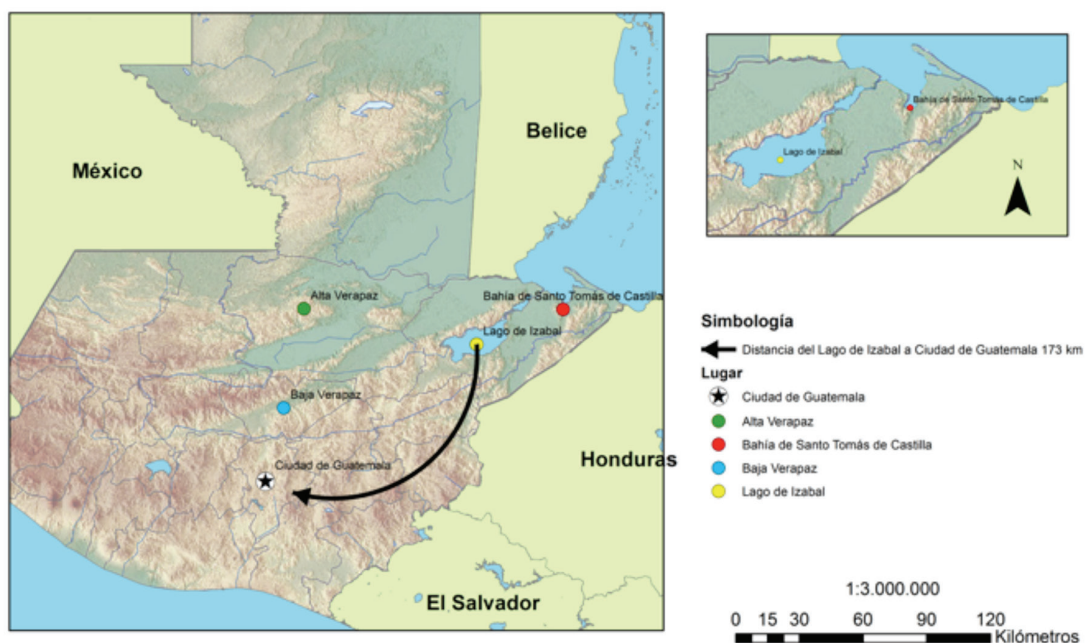 México
Belice
Alta Verapaz
Bahía de Santo Tomás de Castilla
Lago de Izabal
Baja Verapaz
Ciudad de Guatemala
Honduras
El Salvador
Bahía de Santo Tomás de Castilla
Lago de Izabal
N
Simbología
Distancia del Lago de Izabal a Ciudad de Guatemala 173 km
Lugar
Ciudad de Guatemala
Alta Verapaz
Bahía de Santo Tomás de Castilla
Baja Verapaz
Lago de Izabal
1:3.000.000
0 15 30 60 90 120
Kilómetros